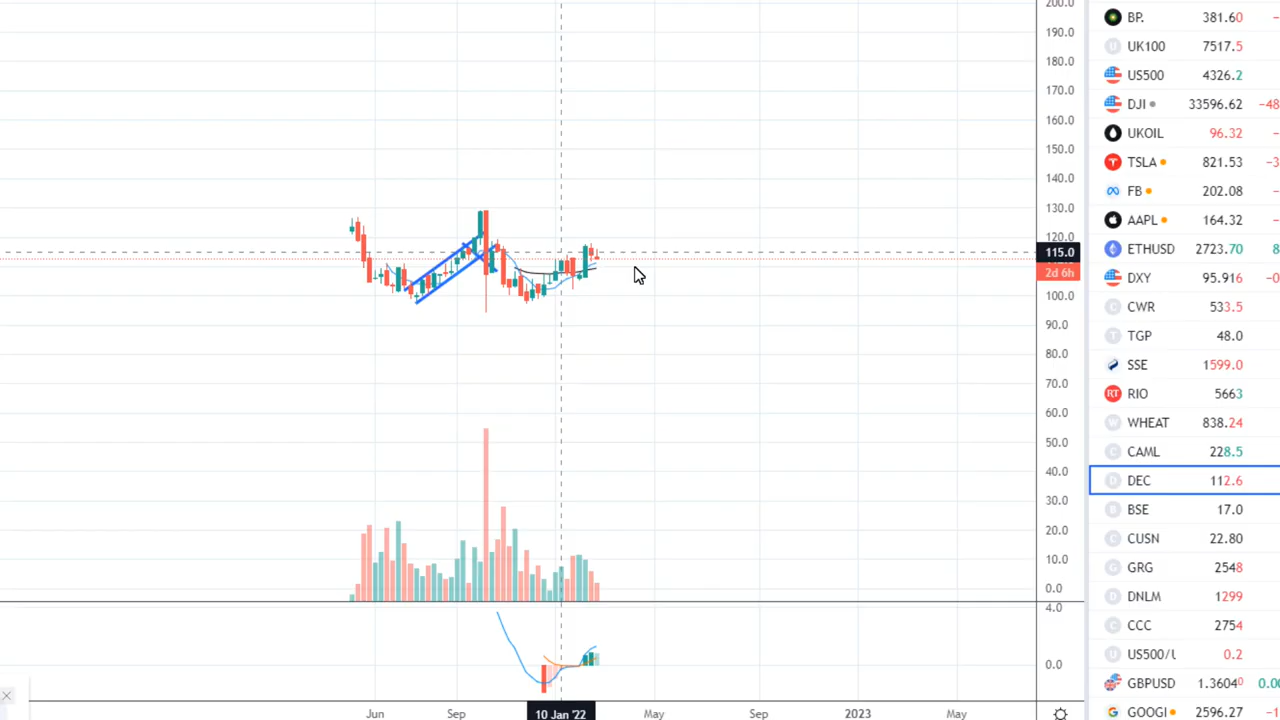 200.0
190.0
180.0
170.0
160.0
150.0
140.0
130.0
120.0
115.0
2d 6h
100.0
90.0
80.0
70.0
60.0
50.0
40.0
30.0
20.0
10.0
0.0
4.0
0.0
Jun Sep 10 Jan '22 May Sep 2023 May
BP. 381.60 -
UK100 7517.5
US500 4326.2
DJI 33596.62 -48
UKOIL 96.32 -
TSLA 821.53 -3
FB 202.08 -
AAPL 164.32 -
ETHUSD 2723.70 8
DXY 95.916 -0
CWR 533.5
TGP 48.0
SSE 1599.0
RT RIO 5663
W WHEAT 838.24
C CAML 228.5
D DEC 112.6
B BSE 17.0
C CUSN 22.80
G GRG 2548
D DNLM 1299
C CCC 2754
U US500/U 0.2
GBPUSD 1.36040 0.00
G GOOGL 2596.27 -1